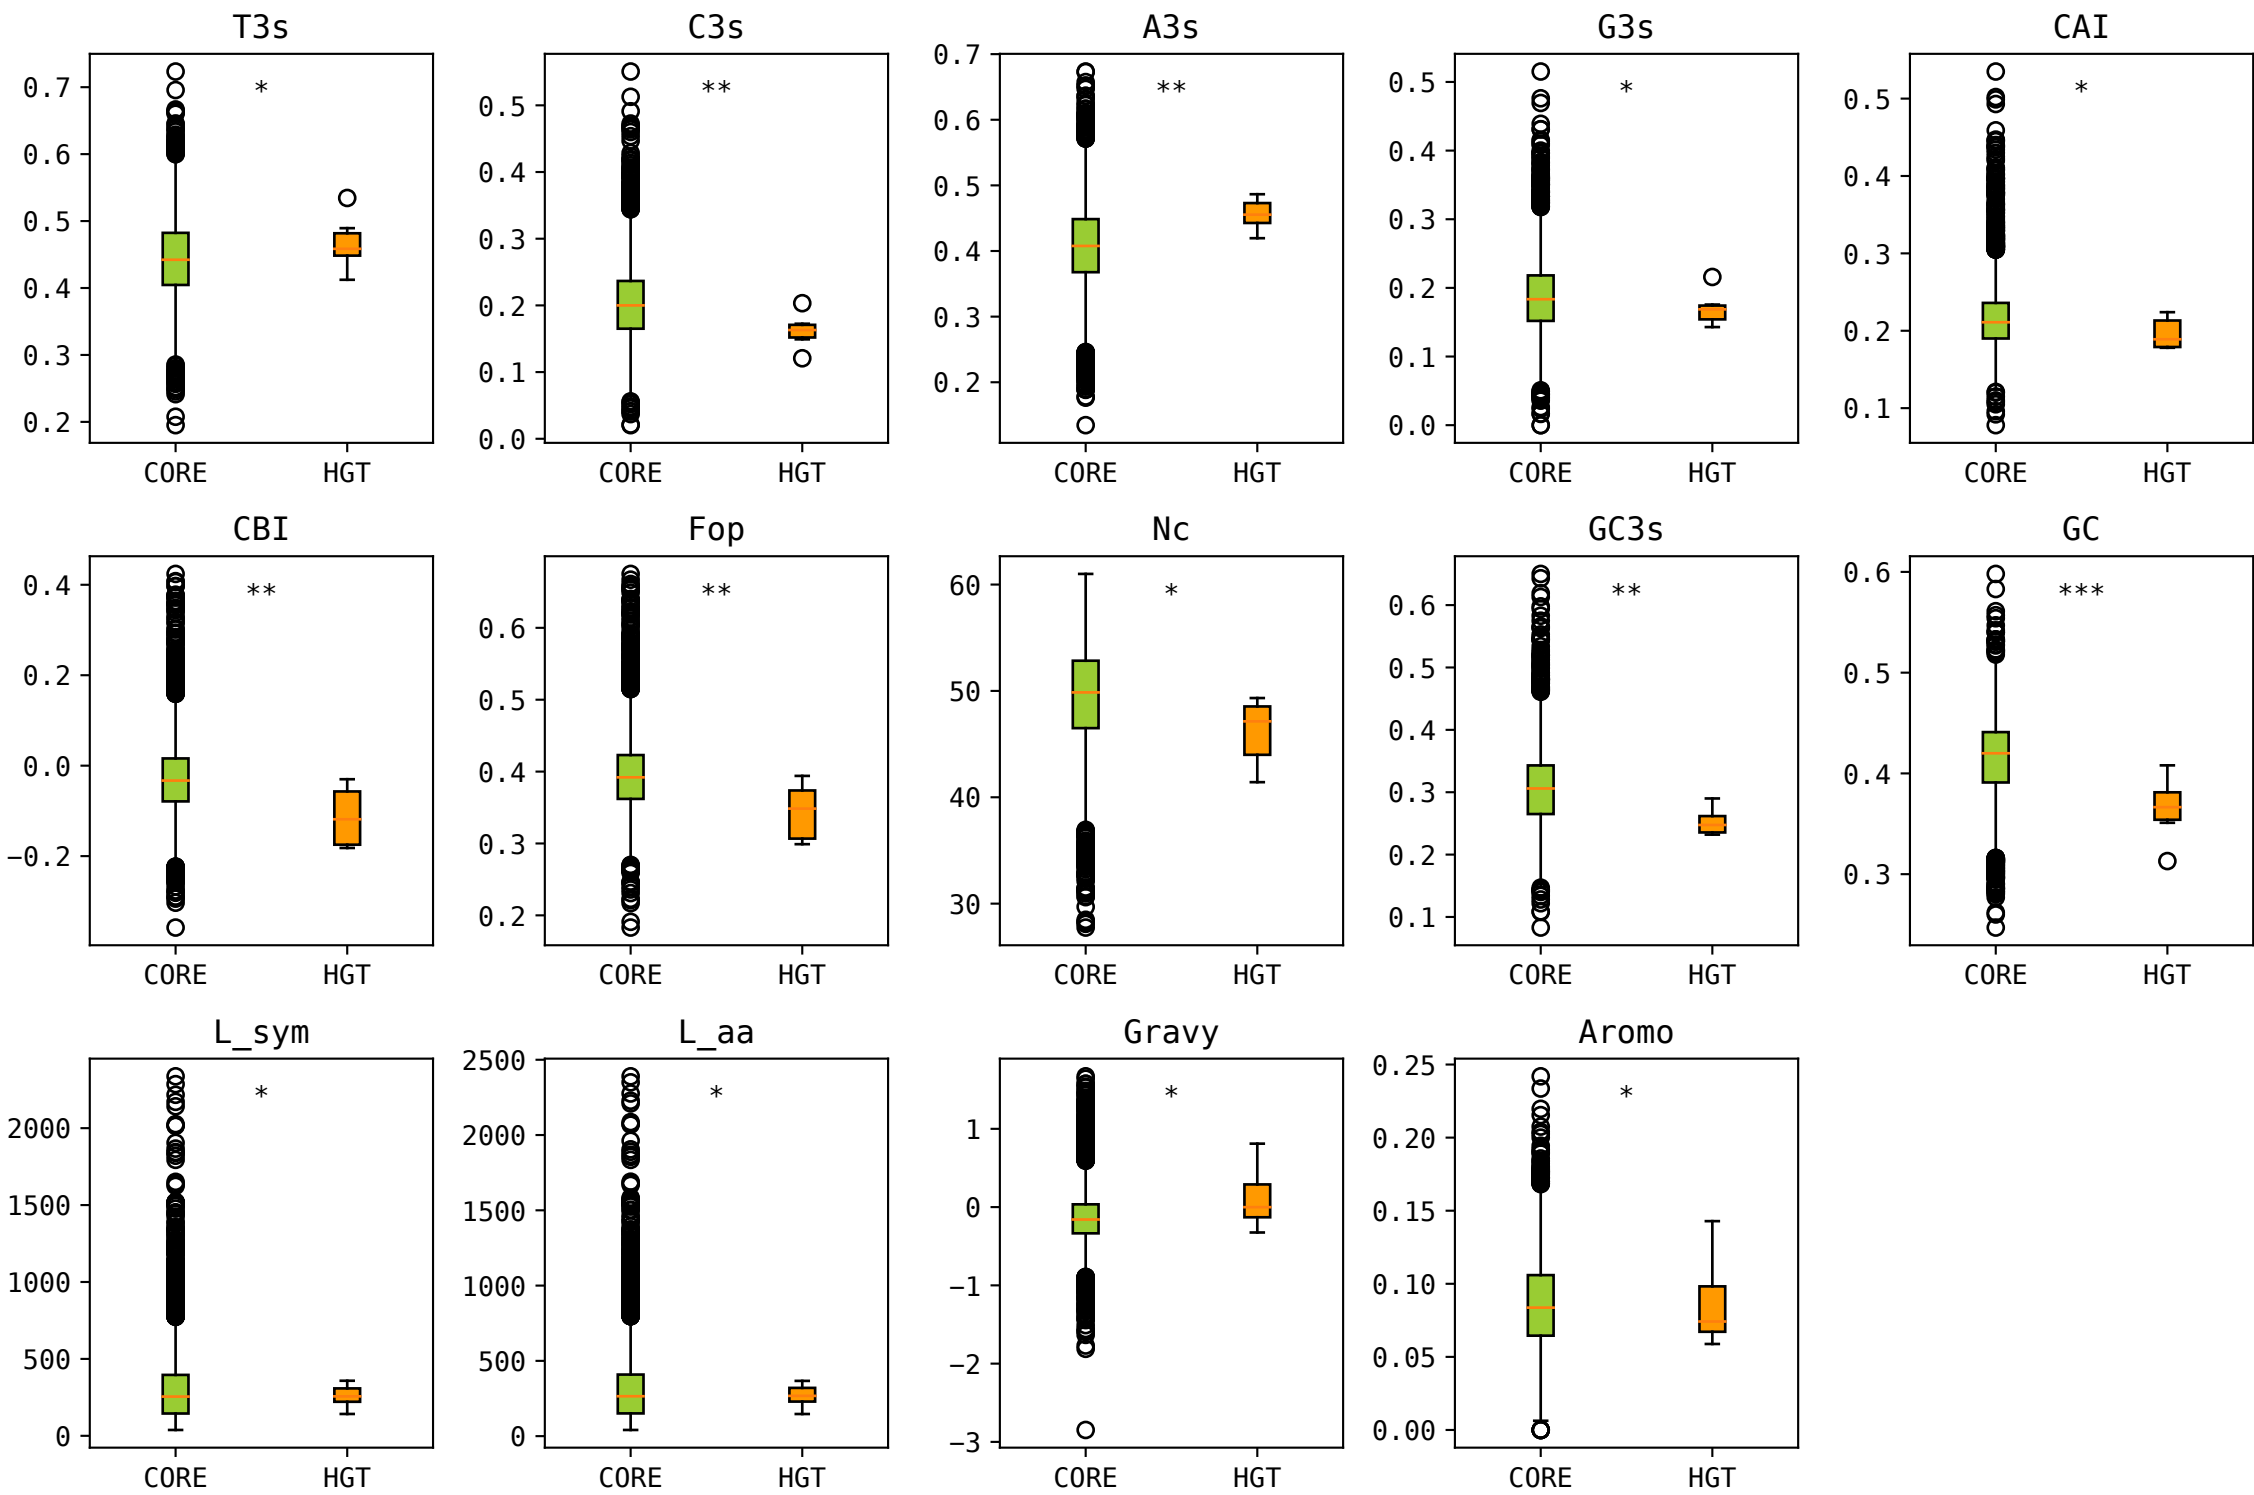 T3s C3s A3s G3s CAI
* ** ** * *
0.7 0.6 0.5 0.4 0.3 0.2
0.5 0.4 0.3 0.2 0.1 0.0
0.7 0.6 0.5 0.4 0.3 0.2
0.5 0.4 0.3 0.2 0.1 0.0
0.5 0.4 0.3 0.2 0.1
CORE HGT CORE HGT CORE HGT CORE HGT CORE HGT
CBI Fop Nc GC3s GC
** ** * ** ***
0.4 0.2 0.0 −0.2
0.6 0.5 0.4 0.3 0.2
60 50 40 30
0.6 0.5 0.4 0.3 0.2 0.1
0.6 0.5 0.4 0.3
CORE HGT CORE HGT CORE HGT CORE HGT CORE HGT
L_sym L_aa Gravy Aromo
* * * *
2000 1500 1000 500 0
2500 2000 1500 1000 500 0
1 0 −1 −2 −3
0.25 0.20 0.15 0.10 0.05 0.00
CORE HGT CORE HGT CORE HGT CORE HGT